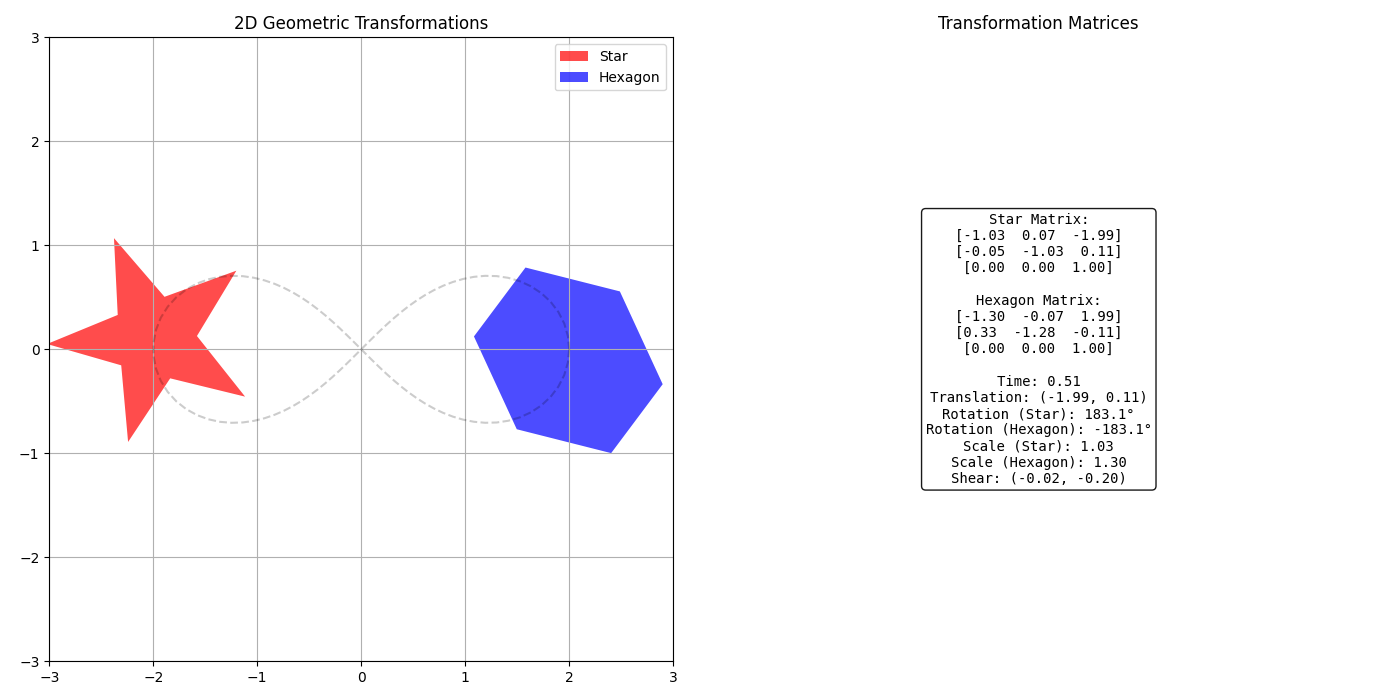 2D Geometric Transformations
Star
Hexagon
3
2
1
0
−1
−2
−3
−3
−2
−1
0
1
2
3
Transformation Matrices
Star Matrix:
[-1.03  0.07  -1.99]
[-0.05  -1.03  0.11]
[0.00  0.00  1.00]
Hexagon Matrix:
[-1.30  -0.07  1.99]
[0.33  -1.28  -0.11]
[0.00  0.00  1.00]
Time: 0.51
Translation: (-1.99, 0.11)
Rotation (Star): 183.1°
Rotation (Hexagon): -183.1°
Scale (Star): 1.03
Scale (Hexagon): 1.30
Shear: (-0.02, -0.20)